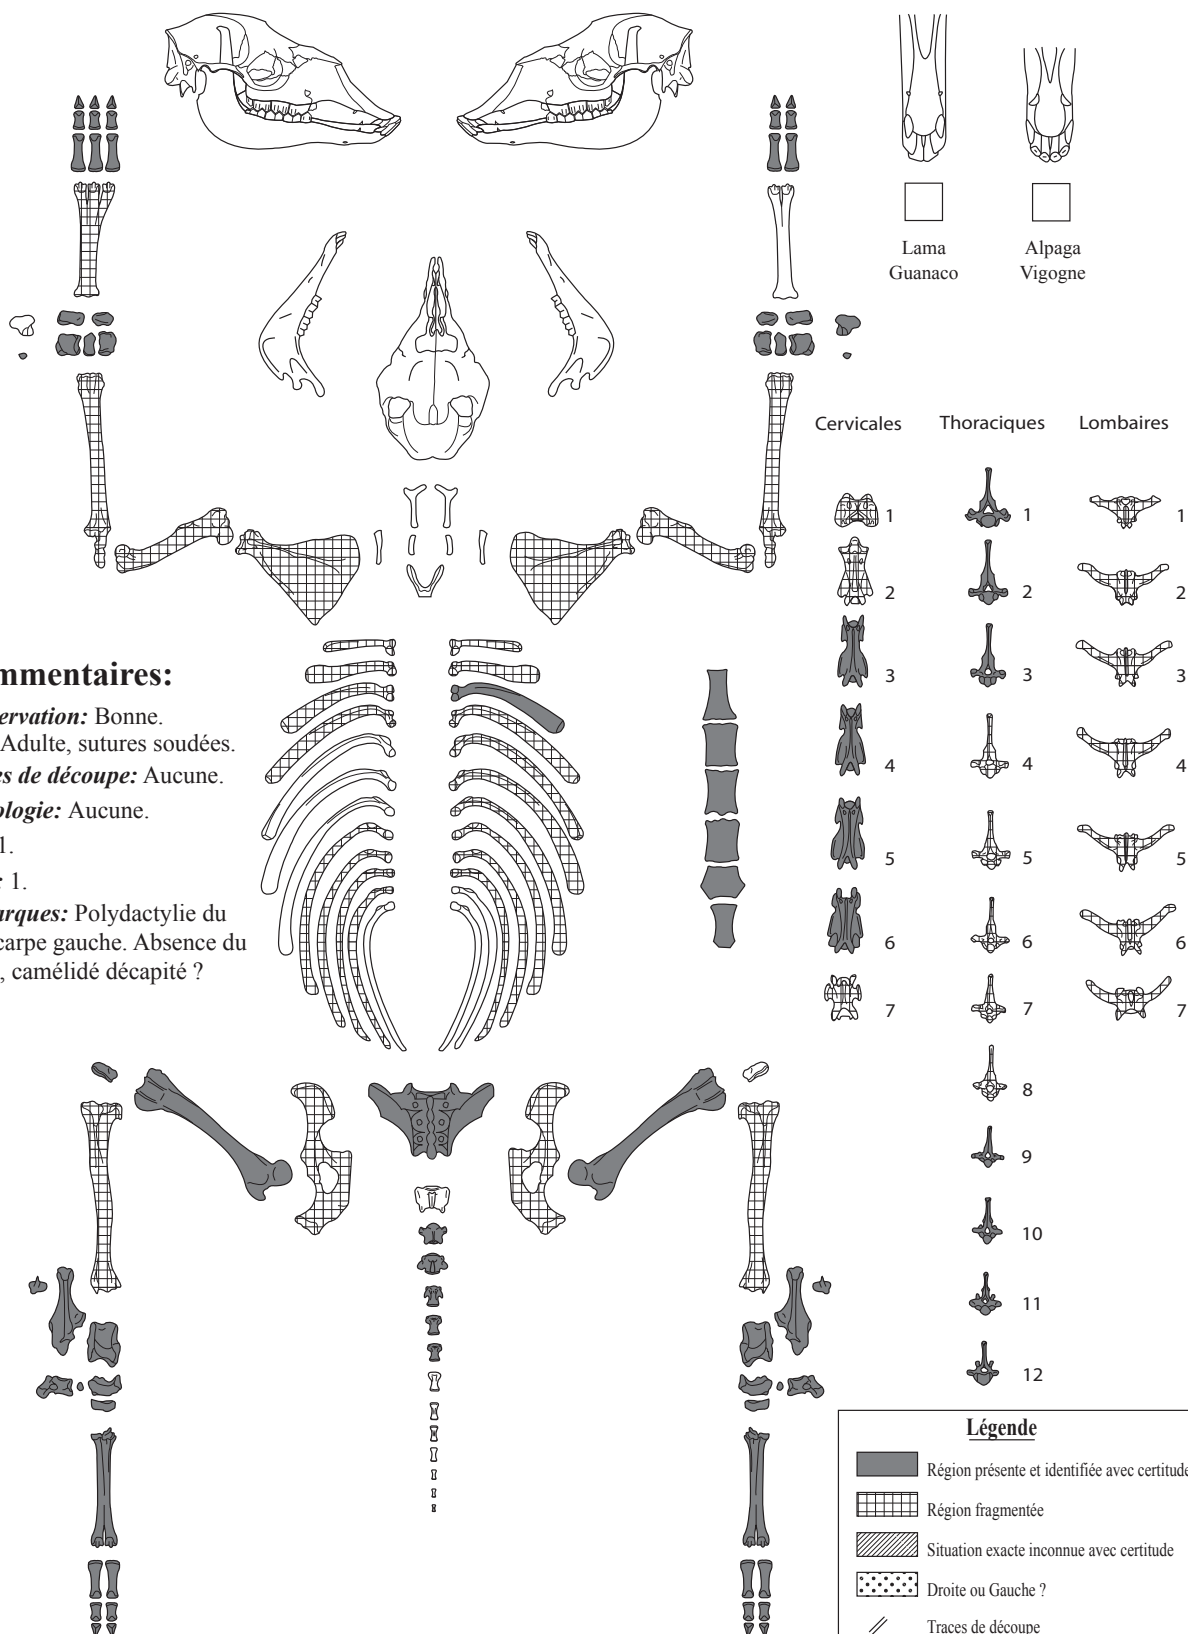 Lama
Guanaco
Alpaga
Vigogne
Cervicales Thoraciques Lombaires
1 1 1
2 2 2
3 3 3
4 4 4
5 5 5
6 6 6
7 7 7
8
9
10
11
12
mmentaires:
ervation: Bonne.
Adulte, sutures soudées.
es de découpe: Aucune.
ologie: Aucune.
1.
: 1.
arques: Polydactylie du
carpe gauche. Absence du
, camélidé décapité ?
Légende
Région présente et identifiée avec certitude
Région fragmentée
Situation exacte inconnue avec certitude
Droite ou Gauche ?
Traces de découpe